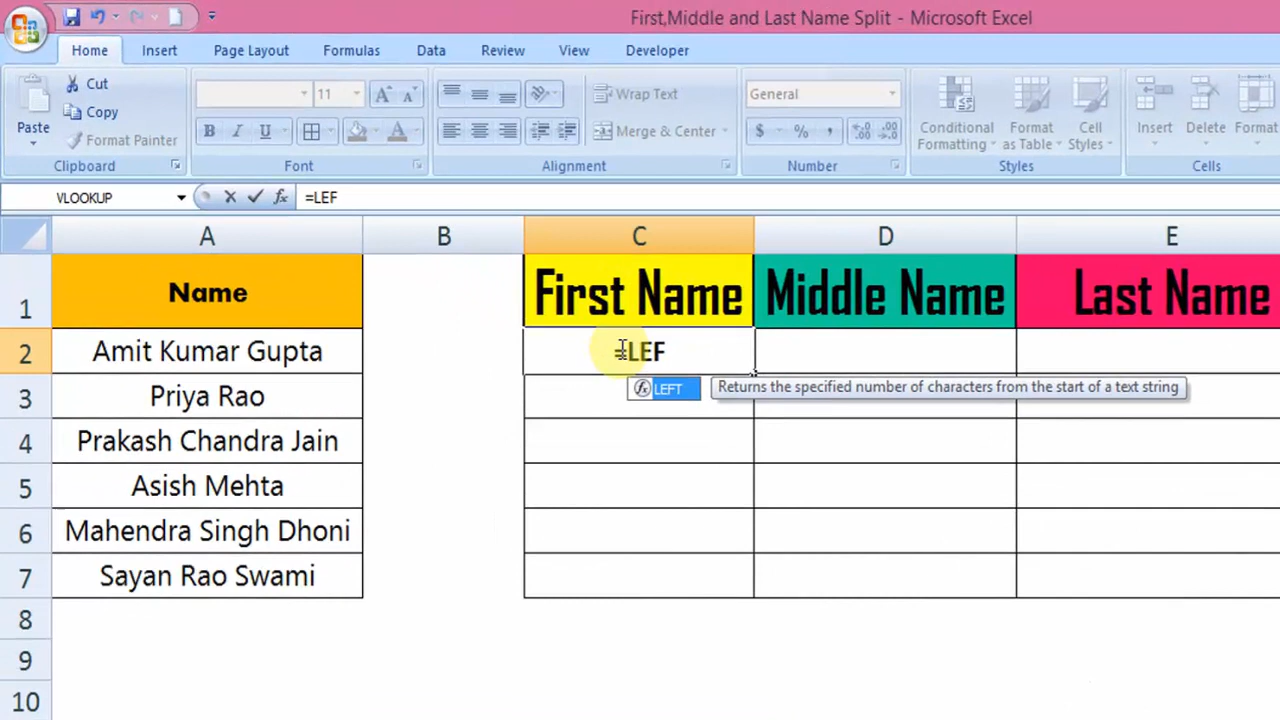 First,Middle and Last Name Split - Microsoft Excel
Home Insert Page Layout Formulas Data Review View Developer
Paste Cut Copy Format Painter
11
B I U
Wrap Text
Merge & Center
General
$ % ,
Conditional Formatting Format as Table Cell Styles
Insert Delete Format
Clipboard Font Alignment Number Styles Cells
VLOOKUP fx =LEF
A B C D E
1 Name First Name Middle Name Last Name
2 Amit Kumar Gupta =LEF
LEFT Returns the specified number of characters from the start of a text string
3 Priya Rao
4 Prakash Chandra Jain
5 Asish Mehta
6 Mahendra Singh Dhoni
7 Sayan Rao Swami
8
9
10